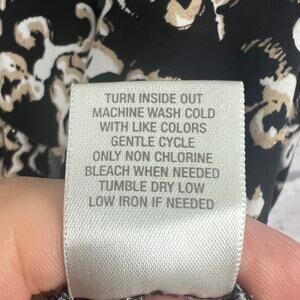 TURN INSIDE OUT
MACHINE WASH COLD
WITH LIKE COLORS
GENTLE CYCLE
ONLY NON CHLORINE
BLEACH WHEN NEEDED
TUMBLE DRY LOW
LOW IRON IF NEEDED